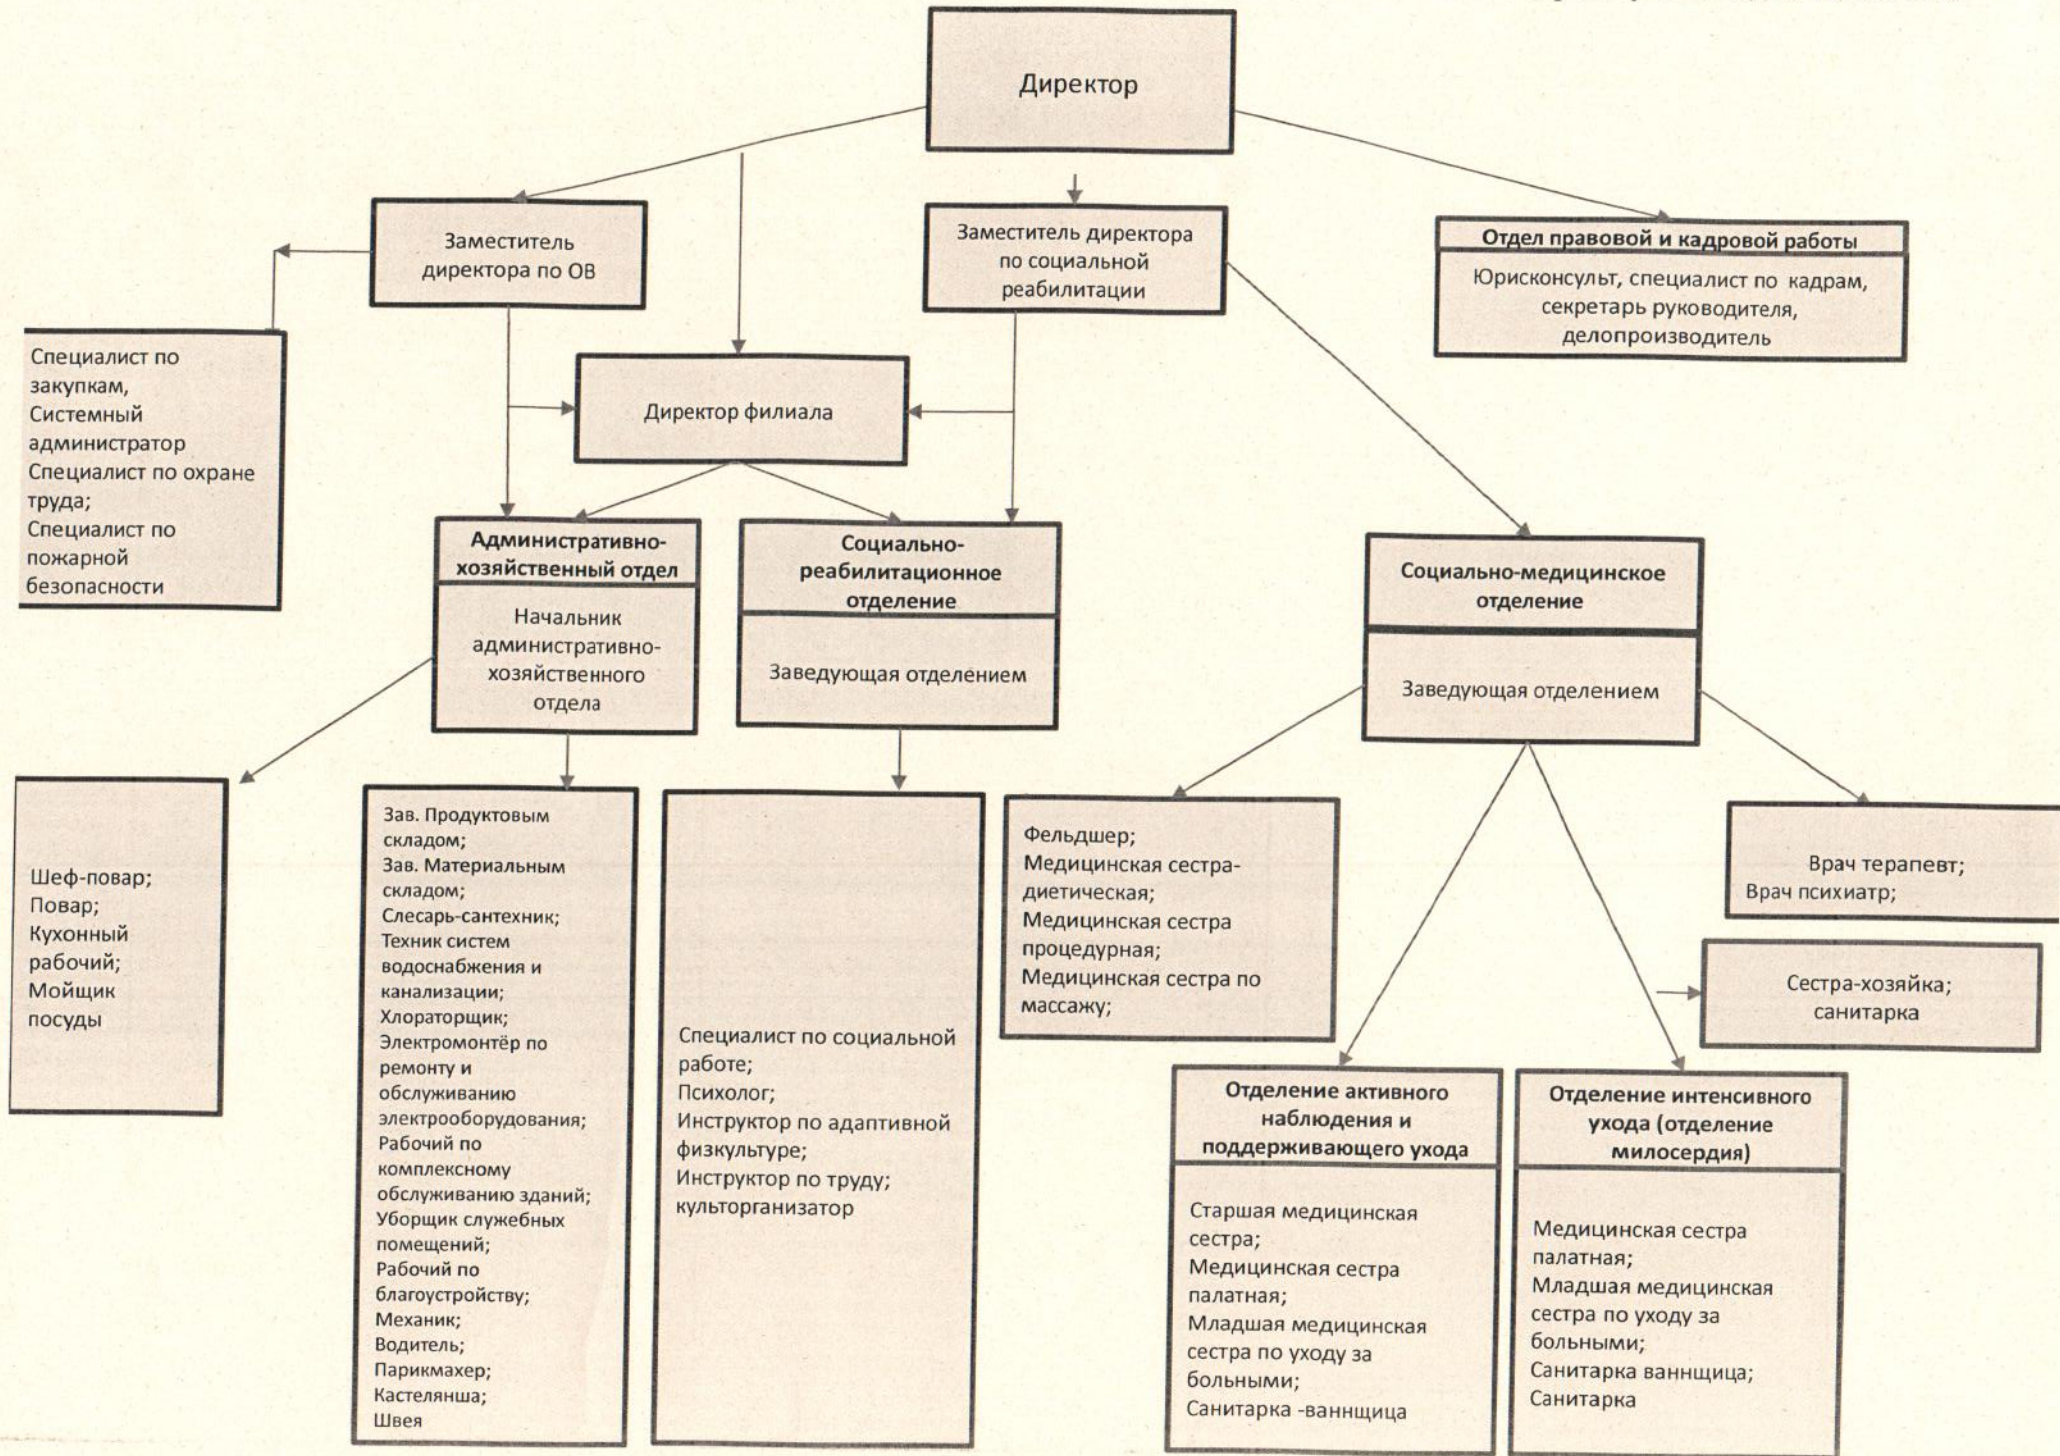 Директор
Заместитель
директора по ОВ
Заместитель директора
по социальной
реабилитации
Отдел правовой и кадровой работы
Юрисконсульт, специалист по кадрам,
секретарь руководителя,
делопроизводитель
Специалист по
закупкам,
Системный
администратор
Специалист по охране
труда;
Специалист по
пожарной
безопасности
Директор филиала
Административно-
хозяйственный отдел
Начальник
административно-
хозяйственного
отдела
Социально-
реабилитационное
отделение
Заведующая отделением
Социально-медицинское
отделение
Заведующая отделением
Шеф-повар;
Повар;
Кухонный
рабочий;
Мойщик
посуды
Зав. Продуктовым
складом;
Зав. Материальным
складом;
Слесарь-сантехник;
Техник систем
водоснабжения и
канализации;
Хлораторщик;
Электромонтёр по
ремонту и
обслуживанию
электрооборудования;
Рабочий по
комплексному
обслуживанию зданий;
Уборщик служебных
помещений;
Рабочий по
благоустройству;
Механик;
Водитель;
Парикмахер;
Кастелянша;
Швея
Специалист по социальной
работе;
Психолог;
Инструктор по адаптивной
физкультуре;
Инструктор по труду;
культорганизатор
Фельдшер;
Медицинская сестра-
диетическая;
Медицинская сестра
процедурная;
Медицинская сестра по
массажу;
Врач терапевт;
Врач психиатр;
Сестра-хозяйка;
санитарка
Отделение активного
наблюдения и
поддерживающего ухода
Старшая медицинская
сестра;
Медицинская сестра
палатная;
Младшая медицинская
сестра по уходу за
больными;
Санитарка -ваннщица
Отделение интенсивного
ухода (отделение
милосердия)
Медицинская сестра
палатная;
Младшая медицинская
сестра по уходу за
больными;
Санитарка ваннщица;
Санитарка